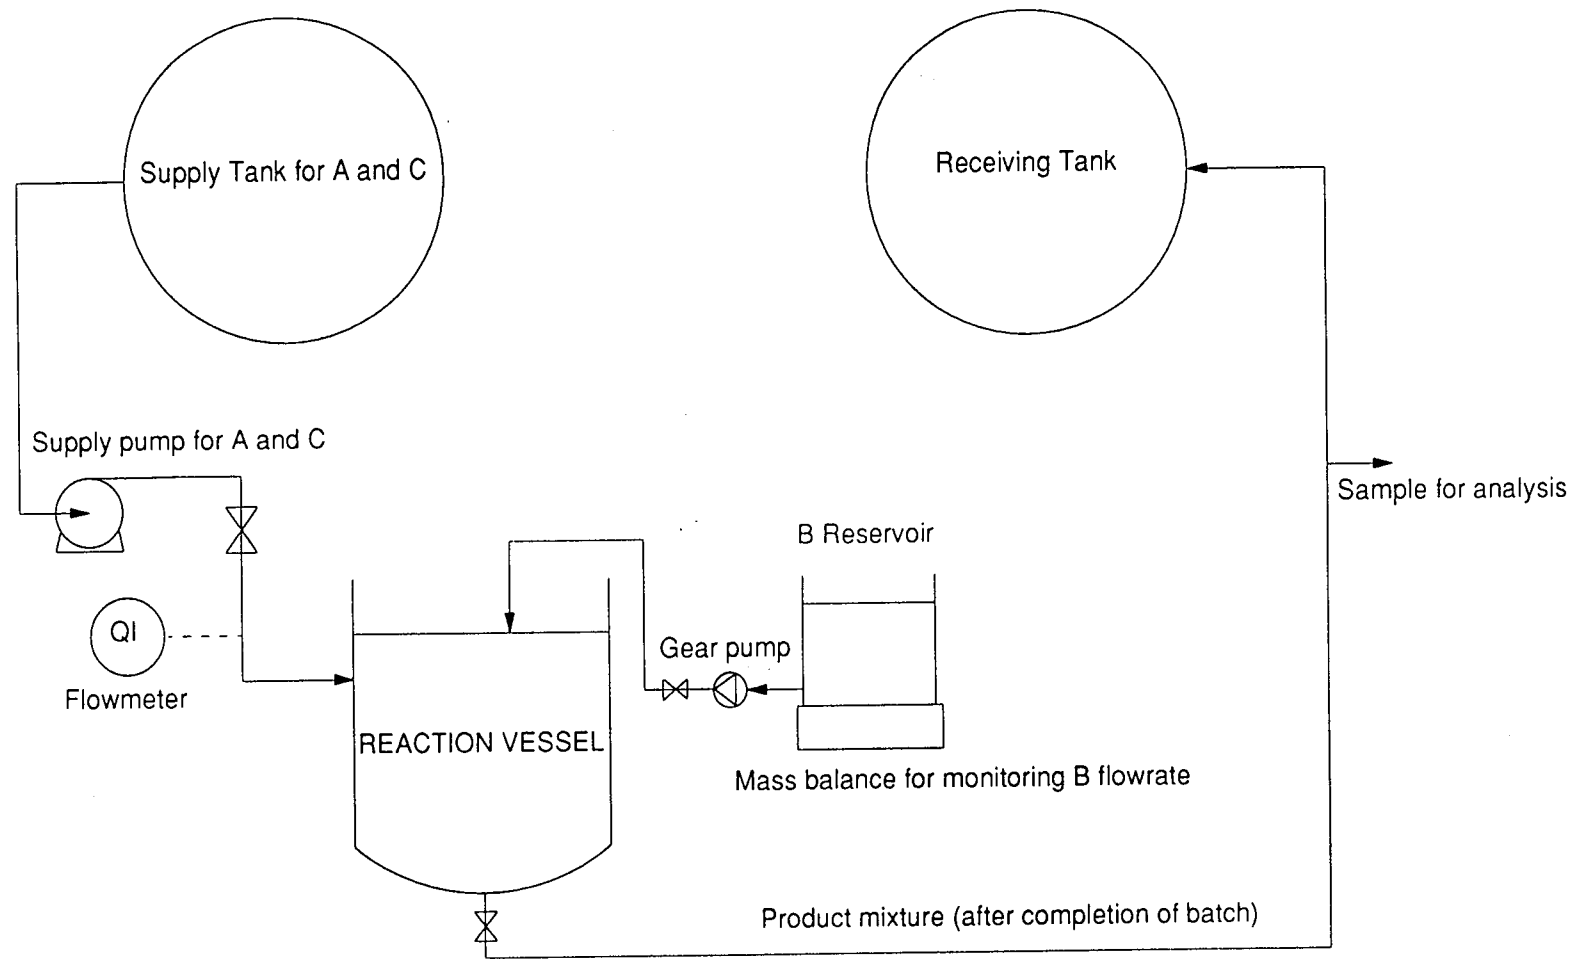 Supply Tank for A and C
Receiving Tank
Supply pump for A and C
Sample for analysis
B Reservoir
QI
Gear pump
Flowmeter
REACTION VESSEL
Mass balance for monitoring B flowrate
Product mixture (after completion of batch)